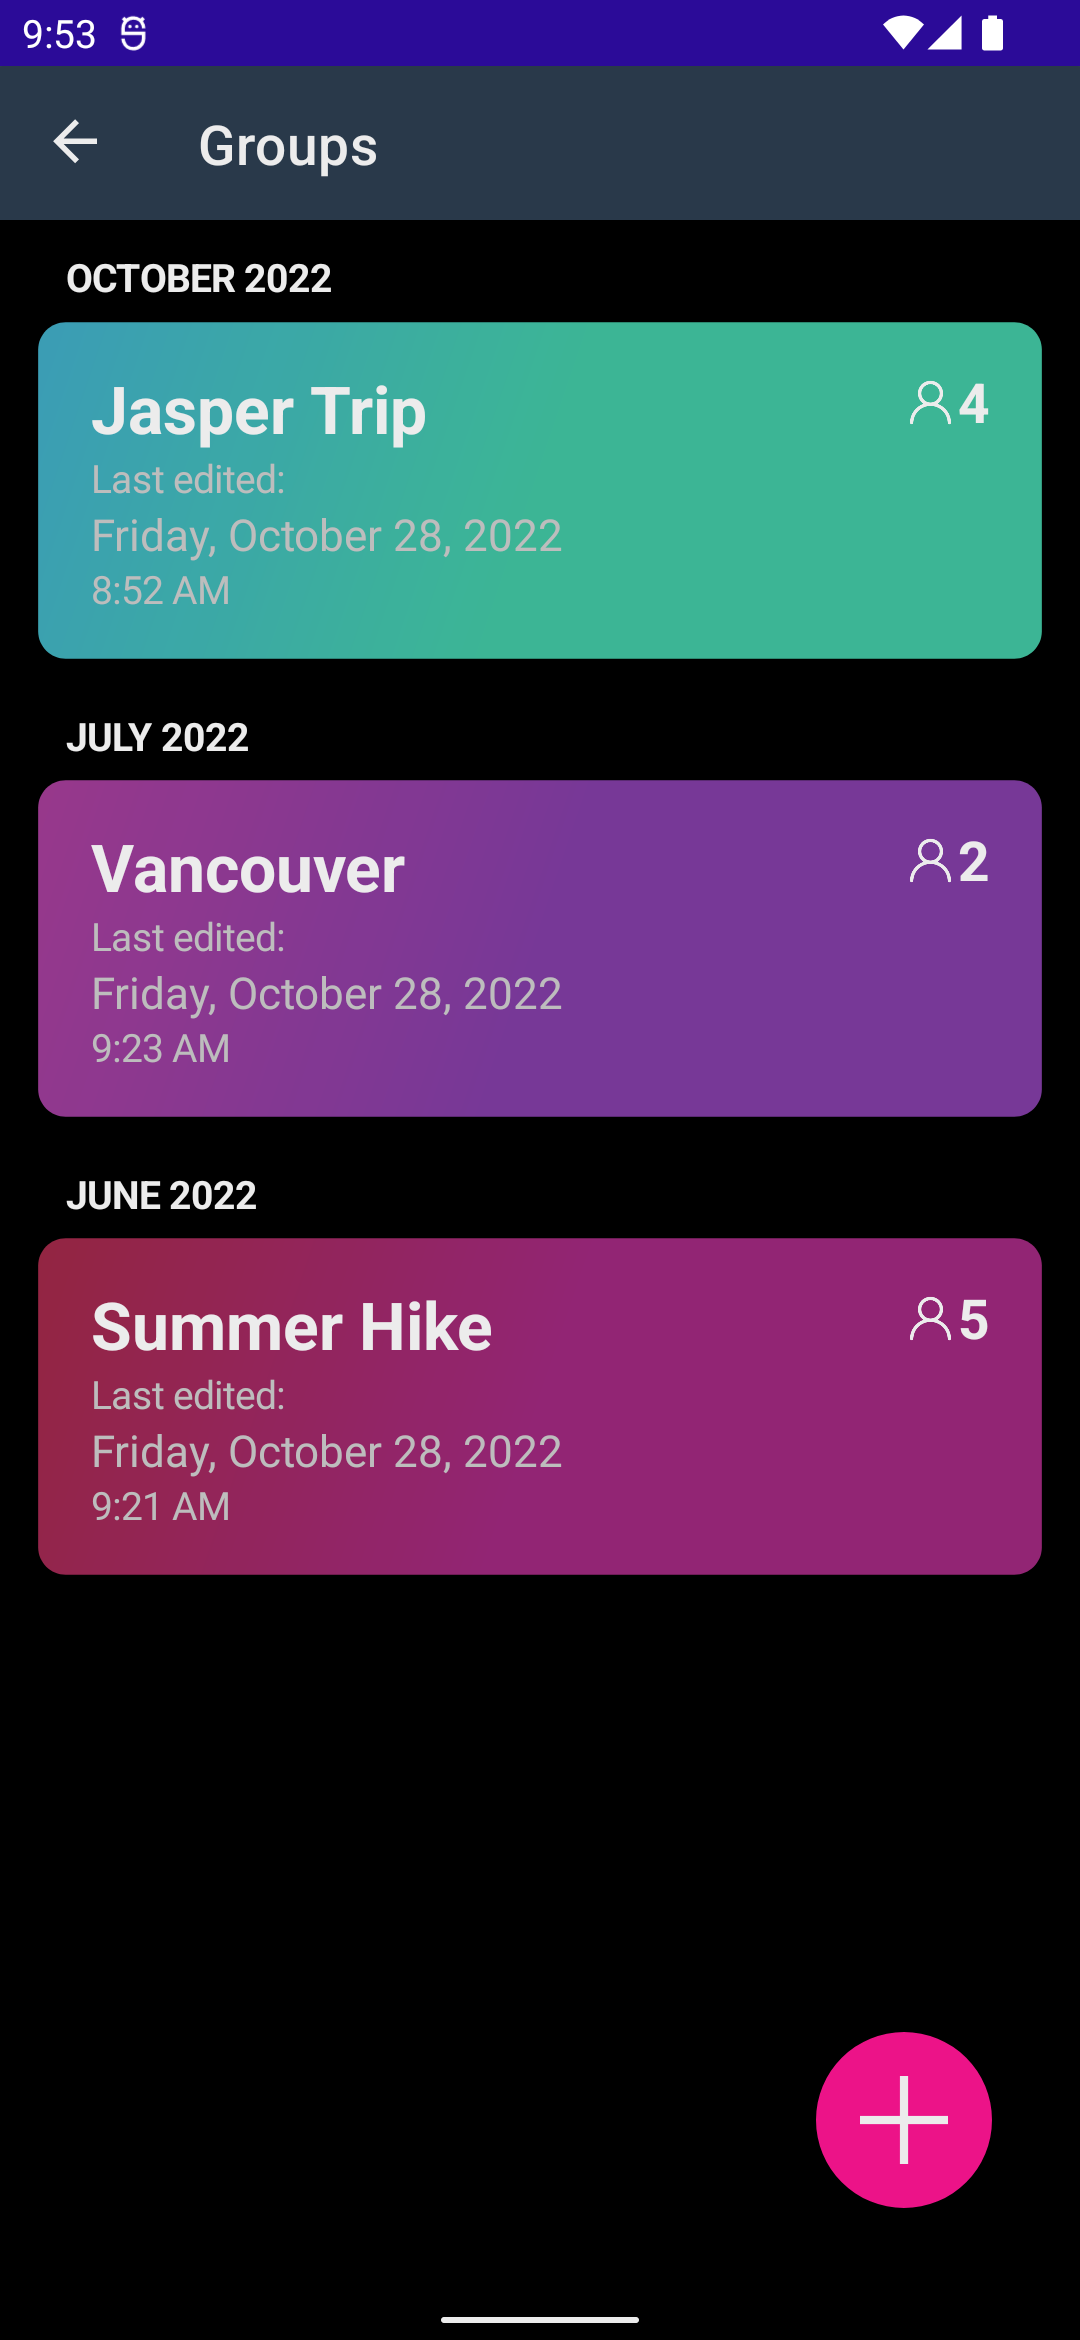 9:53
Groups
OCTOBER 2022
Jasper Trip
4
Last edited:
Friday, October 28, 2022
8:52 AM
JULY 2022
Vancouver
2
Last edited:
Friday, October 28, 2022
9:23 AM
JUNE 2022
Summer Hike
5
Last edited:
Friday, October 28, 2022
9:21 AM